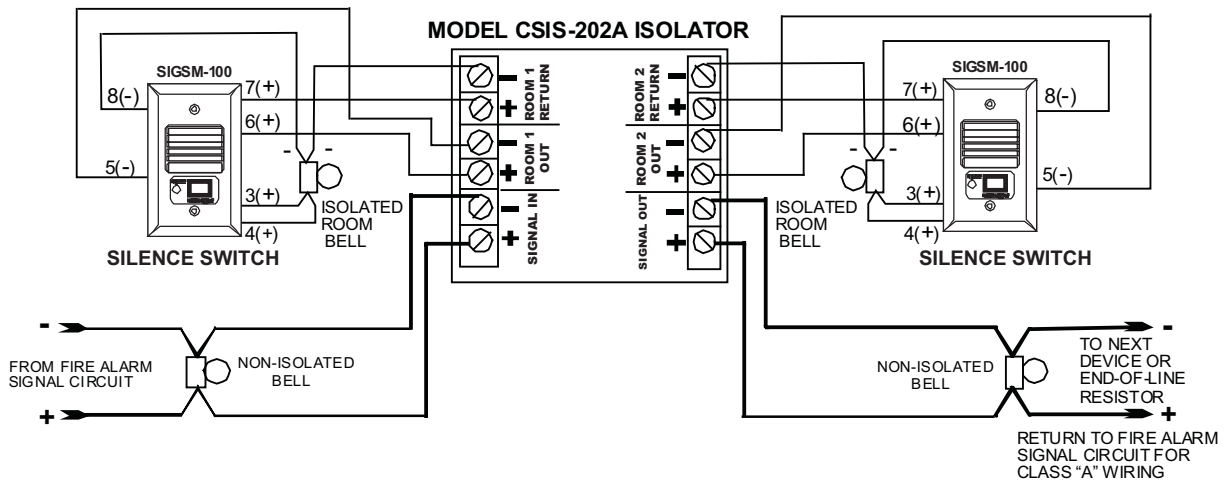 MODEL CSIS-202A ISOLATOR
SIGSM-100
8(-)
7(+)
6(+)
5(-)
3(+)
4(+)
- -
ISOLATED
ROOM
BELL
SILENCE SWITCH
-
+
ROOM 1
RETURN
-
+
ROOM 1
OUT
-
+
SIGNAL IN
-
+
ROOM 2
RETURN
-
+
ROOM 2
OUT
-
+
SIGNAL OUT
SIGSM-100
7(+)
8(-)
6(+)
5(-)
3(+)
4(+)
- -
ISOLATED
ROOM
BELL
SILENCE SWITCH
-
FROM FIRE ALARM
SIGNAL CIRCUIT
+
NON-ISOLATED
BELL
NON-ISOLATED
BELL
-
TO NEXT
DEVICE OR
END-OF-LINE
RESISTOR
+
RETURN TO FIRE ALARM
SIGNAL CIRCUIT FOR
CLASS “A” WIRING